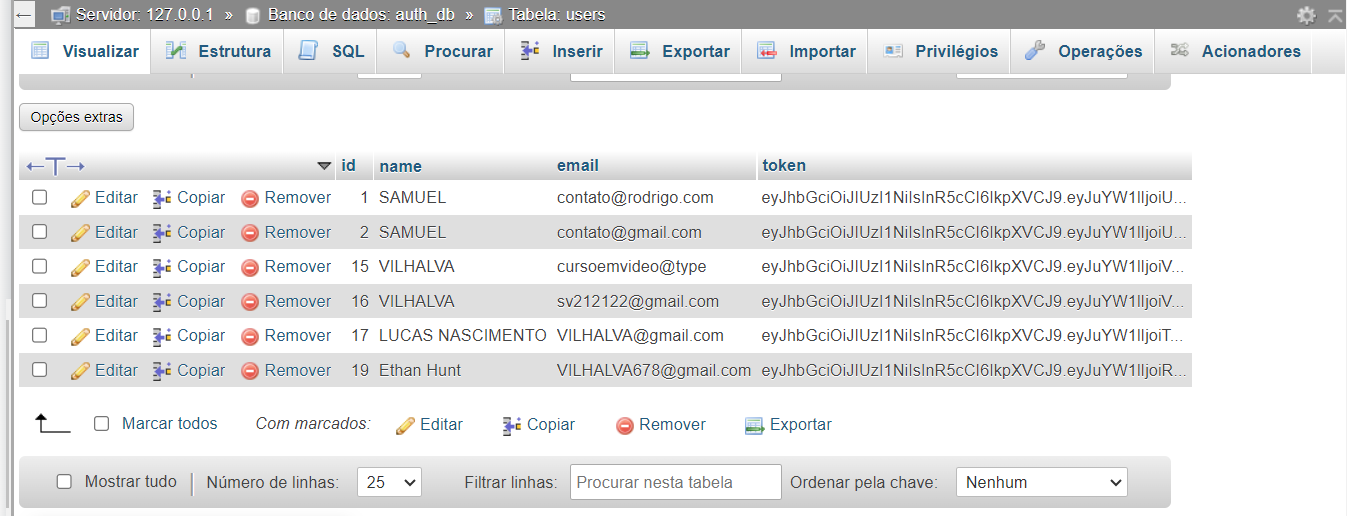 Servidor: 127.0.0.1 » Banco de dados: auth_db » Tabela: users
Visualizar Estrutura SQL Procurar Inserir Exportar Importar Privilégios Operações Acionadores
Opções extras
id name email token
Editar Copiar Remover 1 SAMUEL contato@rodrigo.com eyJhbGciOiJIUzI1NiIsInR5cCI6IkpXVCJ9.eyJuYW1lIjoiU...
Editar Copiar Remover 2 SAMUEL contato@gmail.com eyJhbGciOiJIUzI1NiIsInR5cCI6IkpXVCJ9.eyJuYW1lIjoiU...
Editar Copiar Remover 15 VILHALVA cursoemvideo@type eyJhbGciOiJIUzI1NiIsInR5cCI6IkpXVCJ9.eyJuYW1lIjoiV...
Editar Copiar Remover 16 VILHALVA sv212122@gmail.com eyJhbGciOiJIUzI1NiIsInR5cCI6IkpXVCJ9.eyJuYW1lIjoiV...
Editar Copiar Remover 17 LUCAS NASCIMENTO VILHALVA@gmail.com eyJhbGciOiJIUzI1NiIsInR5cCI6IkpXVCJ9.eyJuYW1lIjoiT...
Editar Copiar Remover 19 Ethan Hunt VILHALVA678@gmail.com eyJhbGciOiJIUzI1NiIsInR5cCI6IkpXVCJ9.eyJuYW1lIjoiR...
Marcar todos Com marcados: Editar Copiar Remover Exportar
Mostrar tudo Número de linhas: 25 Filtrar linhas: Procurar nesta tabela Ordenar pela chave: Nenhum